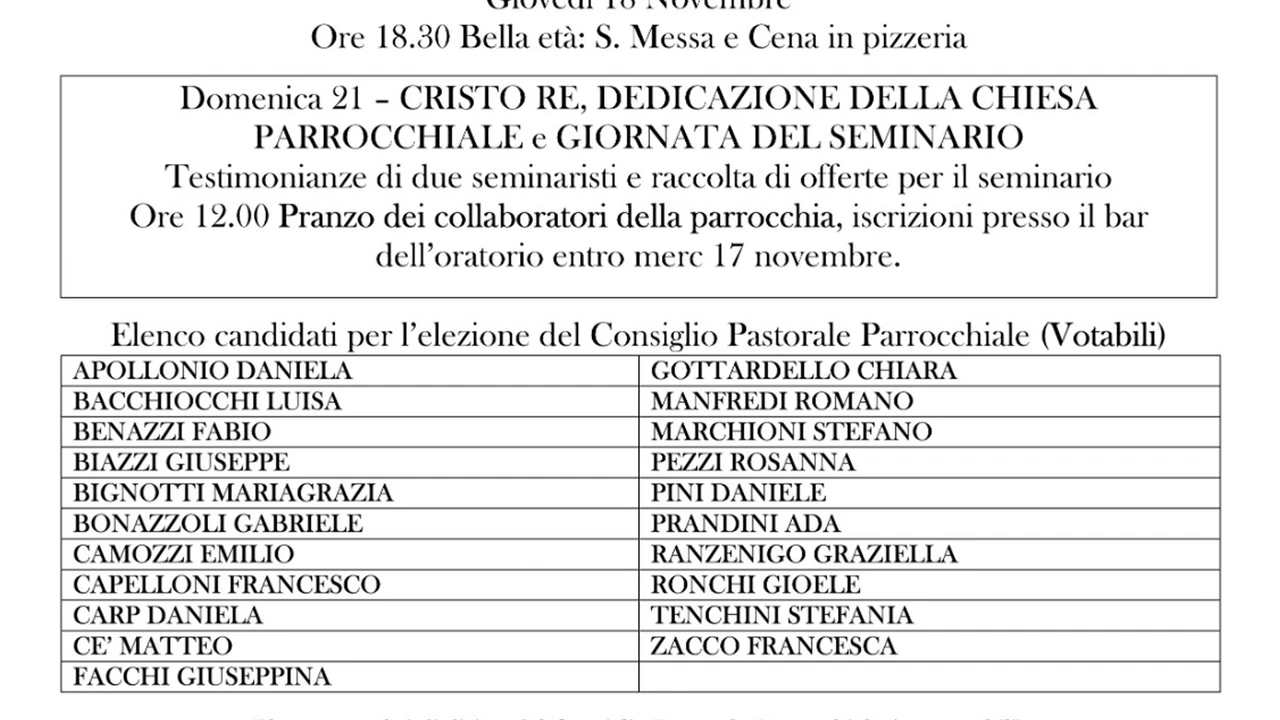 Giovedì 18 Novembre
Ore 18.30 Bella età: S. Messa e Cena in pizzeria
Domenica 21 – CRISTO RE, DEDICAZIONE DELLA CHIESA
PARROCCHIALE e GIORNATA DEL SEMINARIO
Testimonianze di due seminaristi e raccolta di offerte per il seminario
Ore 12.00 Pranzo dei collaboratori della parrocchia, iscrizioni presso il bar
dell’oratorio entro merc 17 novembre.
Elenco candidati per l’elezione del Consiglio Pastorale Parrocchiale (Votabili)
APOLLONIO DANIELA
BACCHIOCCHI LUISA
BENAZZI FABIO
BIAZZI GIUSEPPE
BIGNOTTI MARIAGRAZIA
BONAZZOLI GABRIELE
CAMOZZI EMILIO
CAPELLONI FRANCESCO
CARP DANIELA
CE’ MATTEO
FACCHI GIUSEPPINA
GOTTARDELLO CHIARA
MANFREDI ROMANO
MARCHIONI STEFANO
PEZZI ROSANNA
PINI DANIELE
PRANDINI ADA
RANZENIGO GRAZIELLA
RONCHI GIOELE
TENCHINI STEFANIA
ZACCO FRANCESCA